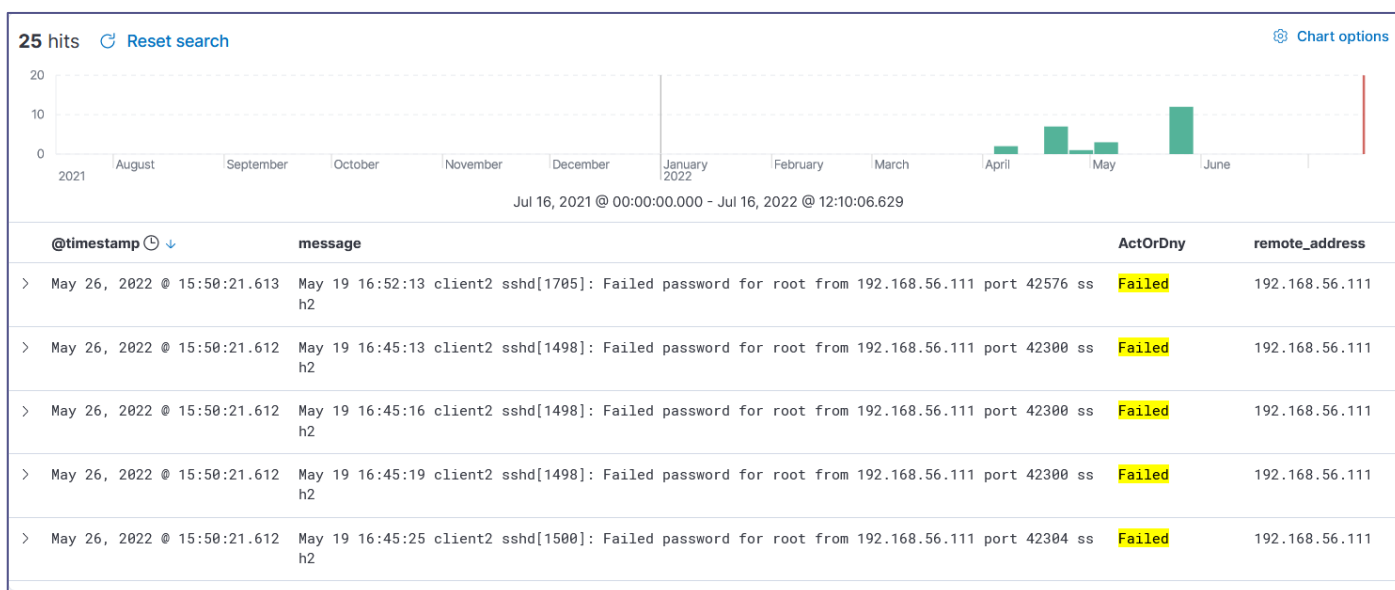 25 hits Reset search Chart options
20
10
0
August September October November December January February March April May June
2021 2022
Jul 16, 2021 @ 00:00:00.000 - Jul 16, 2022 @ 12:10:06.629
@timestamp message ActOrDny remote_address
May 26, 2022 @ 15:50:21.613 May 19 16:52:13 client2 sshd[1705]: Failed password for root from 192.168.56.111 port 42576 ss Failed 192.168.56.111
h2
May 26, 2022 @ 15:50:21.612 May 19 16:45:13 client2 sshd[1498]: Failed password for root from 192.168.56.111 port 42300 ss Failed 192.168.56.111
h2
May 26, 2022 @ 15:50:21.612 May 19 16:45:16 client2 sshd[1498]: Failed password for root from 192.168.56.111 port 42300 ss Failed 192.168.56.111
h2
May 26, 2022 @ 15:50:21.612 May 19 16:45:19 client2 sshd[1498]: Failed password for root from 192.168.56.111 port 42300 ss Failed 192.168.56.111
h2
May 26, 2022 @ 15:50:21.612 May 19 16:45:25 client2 sshd[1500]: Failed password for root from 192.168.56.111 port 42304 ss Failed 192.168.56.111
h2